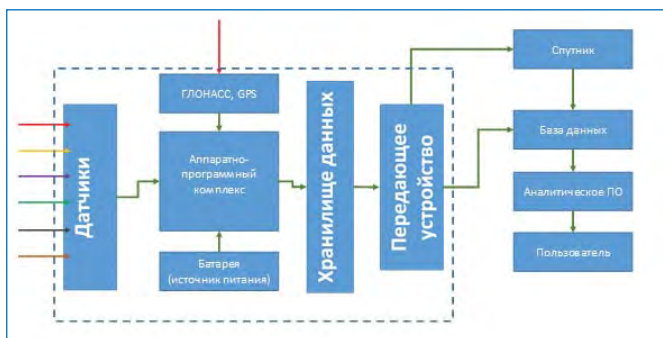 Датчики
ГЛОНАСС, GPS
Аппаратно-
программный
комплекс
Батарея
(источник питания)
Хранилище данных
Передающее
устройство
Спутник
База данных
Аналитическое ПО
Пользователь